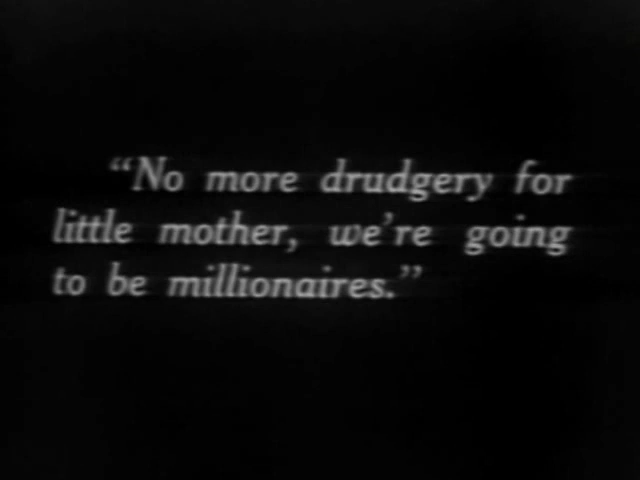 “No more drudgery for
little mother, we’re going
to be millionaires.”